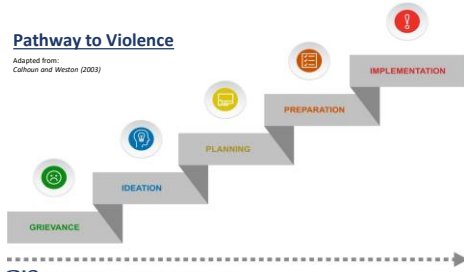 Pathway to Violence
Adapted from:
Calhoun and Weston (2003)
IMPLEMENTATION
PREPARATION
PLANNING
IDEATION
GRIEVANCE